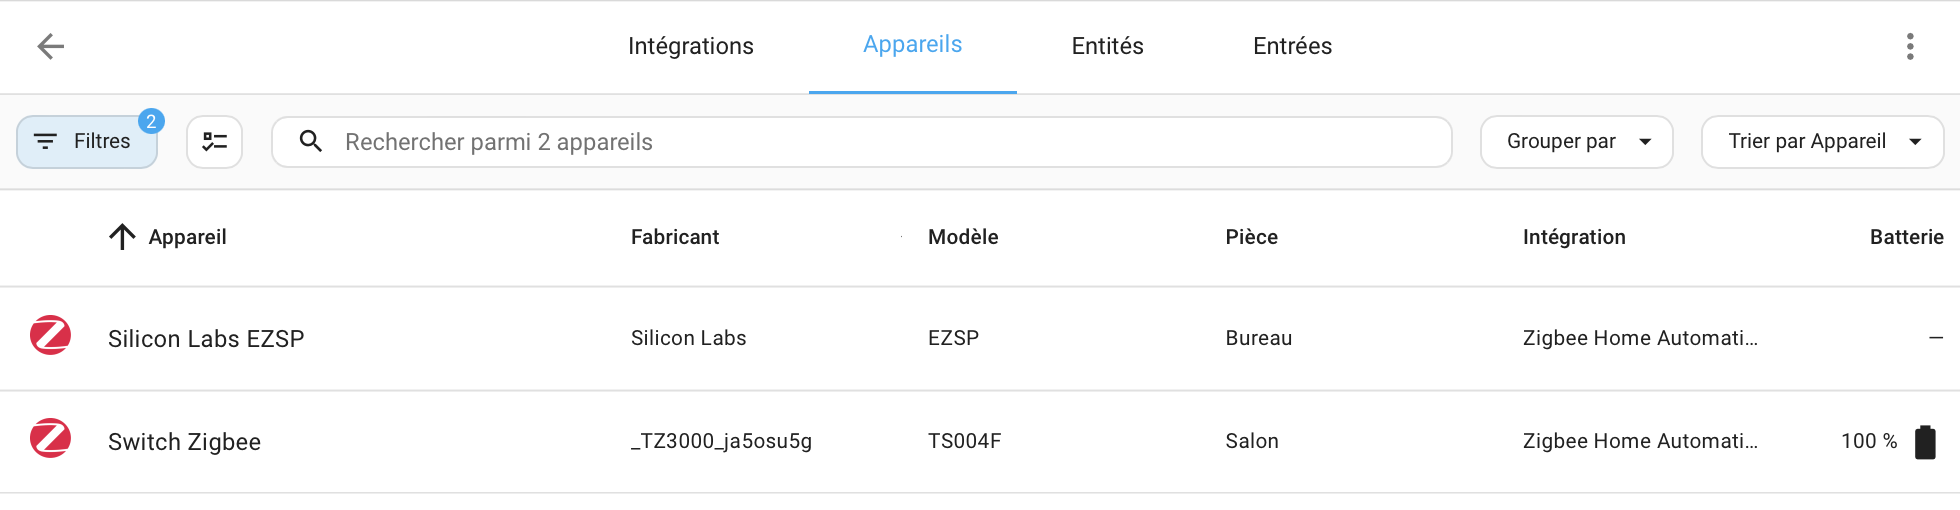 Intégrations Appareils Entités Entrées
Filtres 2 Rechercher parmi 2 appareils Grouper par Trier par Appareil
Appareil Fabricant Modèle Pièce Intégration Batterie
Silicon Labs EZSP Silicon Labs EZSP Bureau Zigbee Home Automati... —
Switch Zigbee _TZ3000_ja5osu5g TS004F Salon Zigbee Home Automati... 100 %